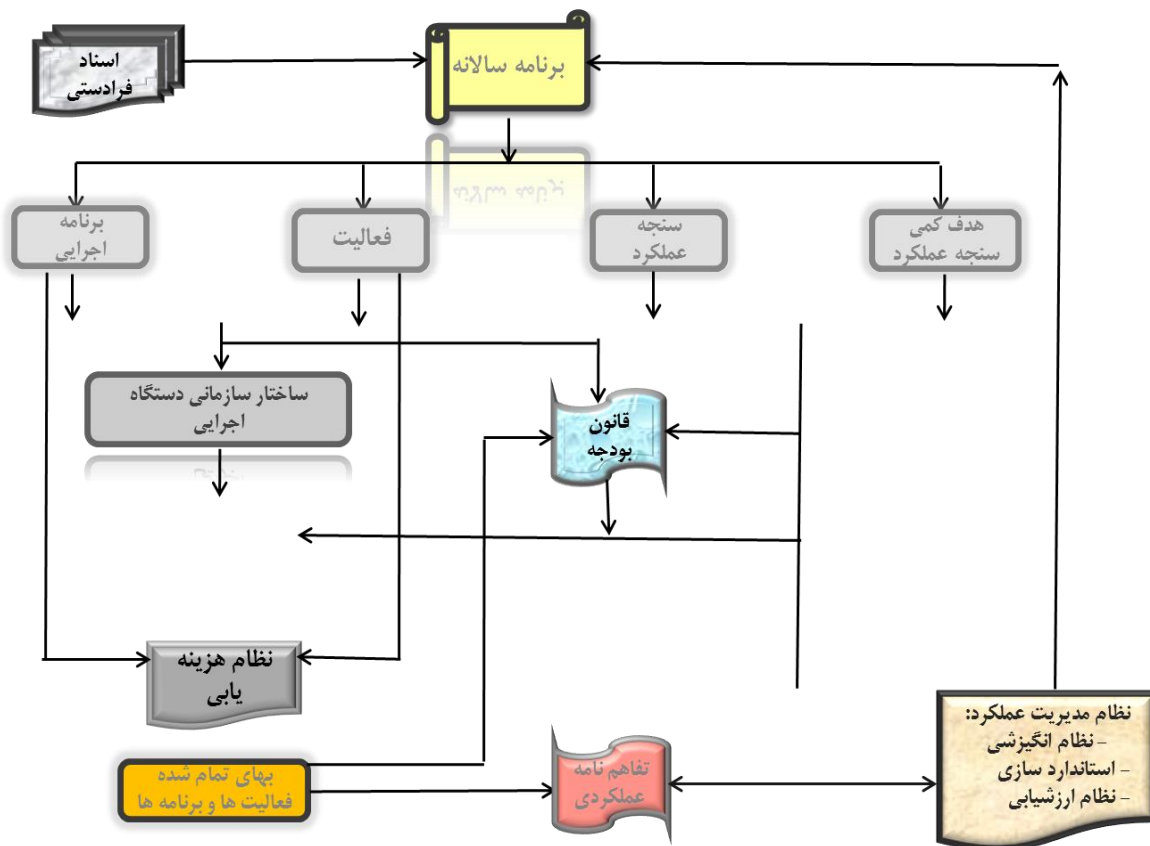 اسناد
فرادستی
برنامه سالانه
هدف کمی
سنجه عملکرد
سنجه
عملکرد
فعالیت
برنامه
اجرایی
ساختار سازمانی دستگاه
اجرایی
قانون
بودجه
نظام هزینه
یابی
نظام مدیریت عملکرد:
- نظام انگیزشی
- استاندارد سازی
- نظام ارزشیابی
تفاهم نامه
عملکردی
بهای تمام شده
فعالیت ها و برنامه ها